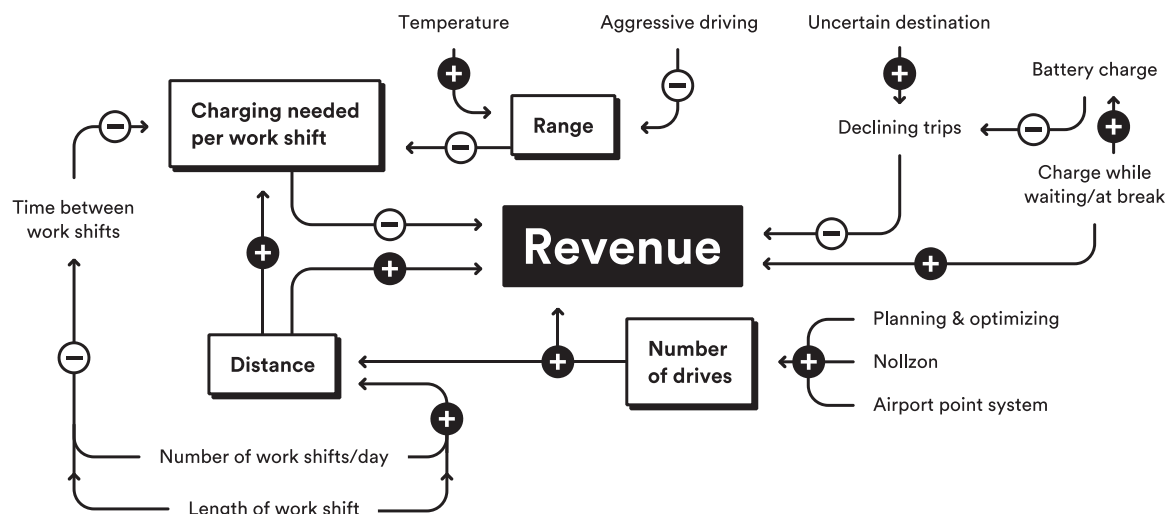 Temperature
Aggressive driving
Uncertain destination
Battery charge
Charging needed
per work shift
Range
Declining trips
Charge while
waiting/at break
Time between
work shifts
Revenue
Distance
Number
of drives
Planning & optimizing
Nollzon
Airport point system
Number of work shifts/day
Length of work shift